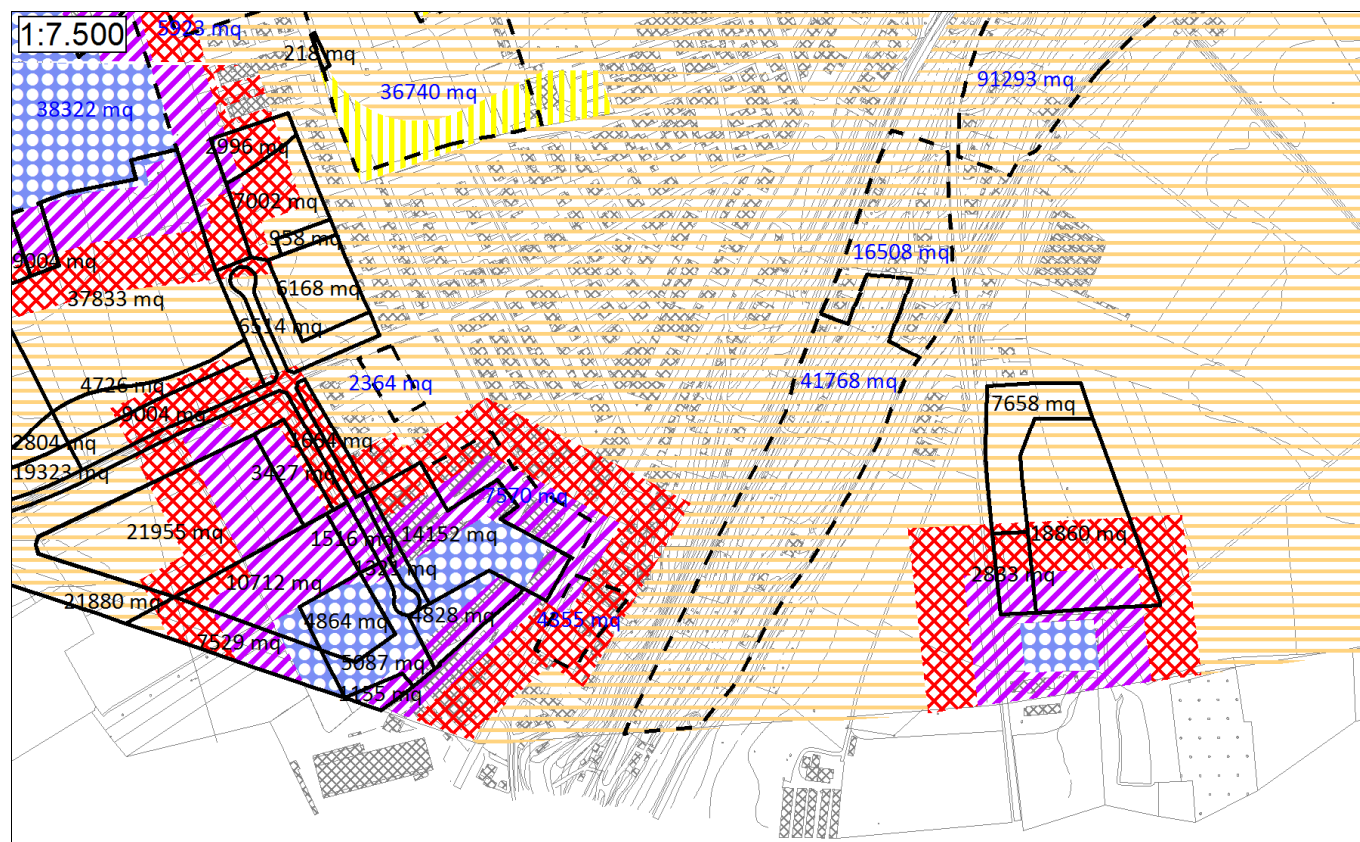 1:7.500
5923 mq
218 mq
36740 mq
91293 mq
38322 mq
2996 mq
7002 mq
958 mq
16508 mq
9004 mq
37833 mq
6168 mq
6514 mq
4726 mq
2364 mq
41768 mq
7658 mq
9004 mq
1604 mq
2804 mq
19323 mq
3427 mq
7570 mq
21955 mq
1516 mq
14152 mq
18860 mq
1321 mq
10712 mq
2833 mq
21880 mq
4864 mq
4828 mq
4855 mq
7529 mq
5087 mq
1155 mq